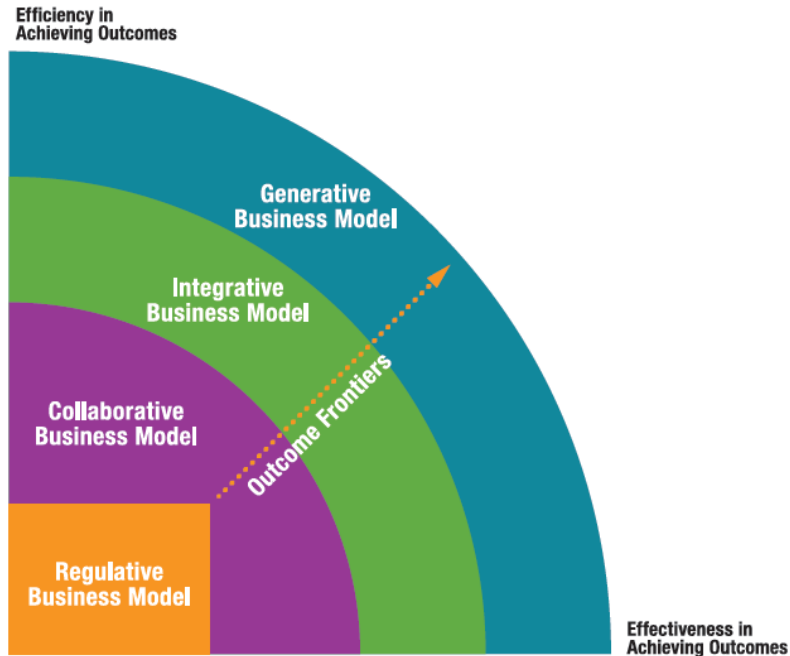 Efficiency in
Achieving Outcomes
Generative
Business Model
Integrative
Business Model
Outcome Frontiers
Collaborative
Business Model
Regulative
Business Model
Effectiveness in
Achieving Outcomes